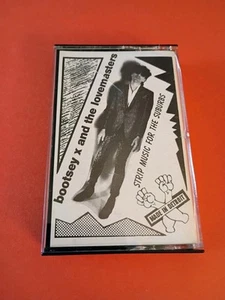 bootsey x and the lovemasters
STRIP MUSIC FOR THE SUBURBS
MADE IN DETROIT